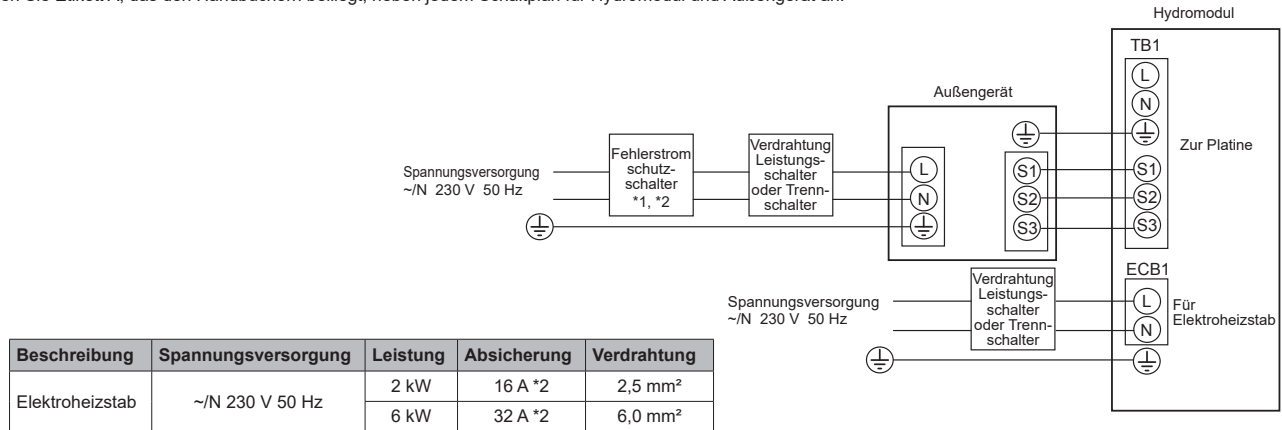 Hydromodul
TB1
L
N
Außengerät
Zur Platine
Spannungsversorgung
~/N 230 V 50 Hz
Fehlerstrom
schutz-
schalter
*1, *2
Verdrahtung
Leistungs-
schalter
oder Trenn-
schalter
L
N
S1
S2
S3
S1
S2
S3
ECB1
Spannungsversorgung
~/N 230 V 50 Hz
Verdrahtung
Leistungs-
schalter
oder Trenn-
schalter
L
N
Für
Elektroheizstab
Beschreibung Spannungsversorgung Leistung Absicherung Verdrahtung
Elektroheizstab ~/N 230 V 50 Hz 2 kW 16 A *2 2,5 mm²
6 kW 32 A *2 6,0 mm²